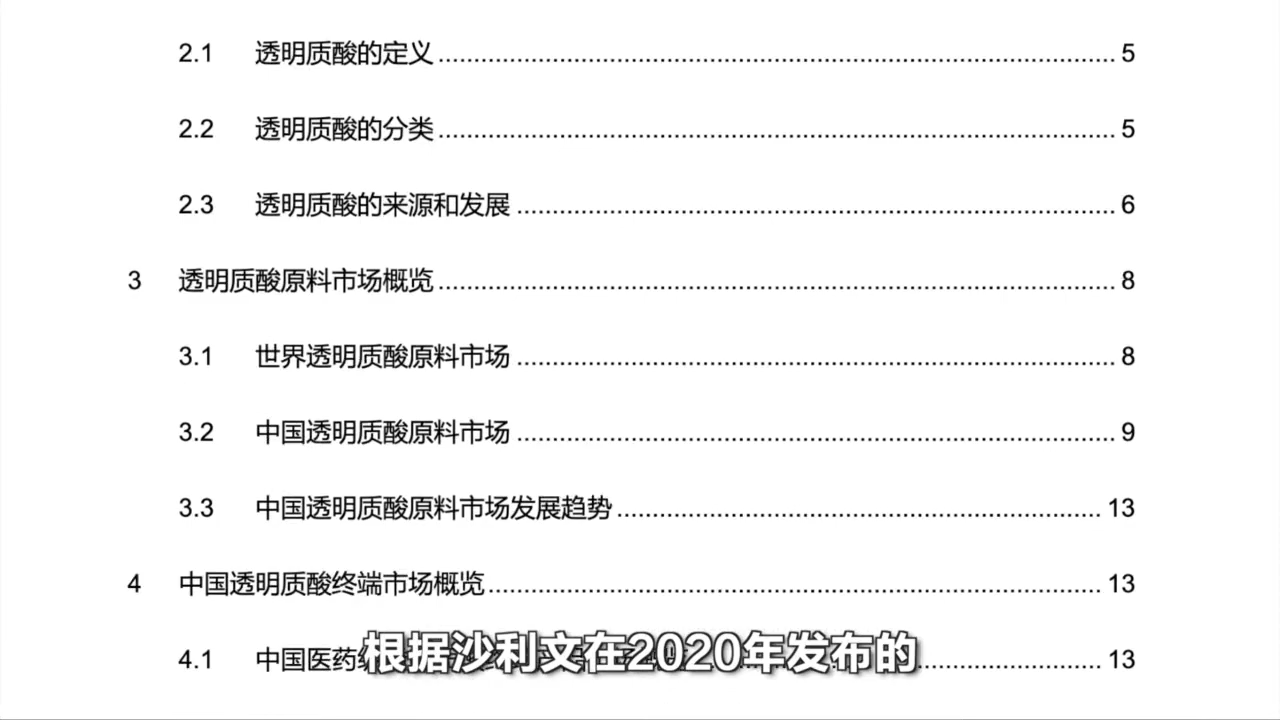 2.1 透明质酸的定义 5
2.2 透明质酸的分类 5
2.3 透明质酸的来源和发展 6
3 透明质酸原料市场概览 8
3.1 世界透明质酸原料市场 8
3.2 中国透明质酸原料市场 9
3.3 中国透明质酸原料市场发展趋势 13
4 中国透明质酸终端市场概览 13
4.1 中国医药 13
根据沙利文在2020年发布的